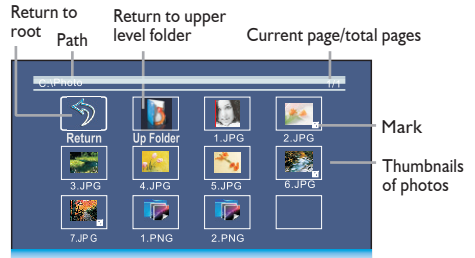 Return to
root
Path
Return to upper
level folder
Current page/total pages
C:\Photo
1/1
Return
Up Folder
1.JPG
2.JPG
Mark
3.JPG
4.JPG
5.JPG
6.JPG
Thumbnails
of photos
7.JPG
1.PNG
2.PNG